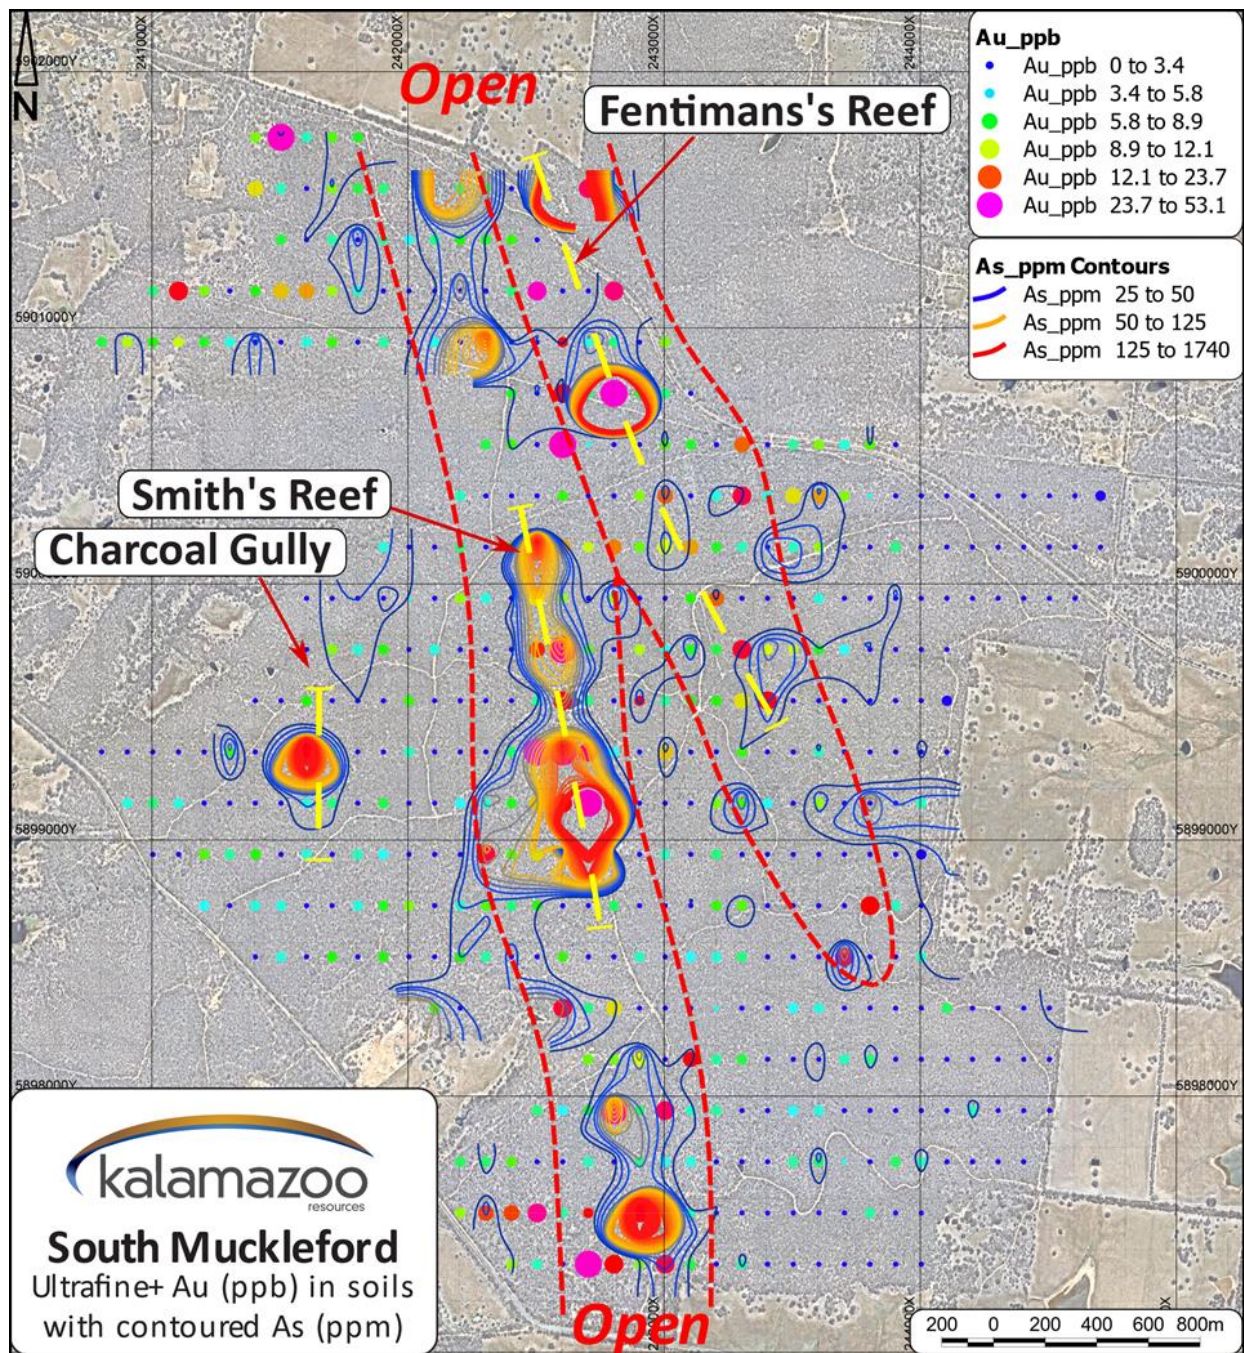 241000X
242000X
243000X
244000X
5902000Y
N
Open
Fentimans's Reef
Au_ppb
Au_ppb 0 to 3.4
Au_ppb 3.4 to 5.8
Au_ppb 5.8 to 8.9
Au_ppb 8.9 to 12.1
Au_ppb 12.1 to 23.7
Au_ppb 23.7 to 53.1
As_ppm Contours
As_ppm 25 to 50
As_ppm 50 to 125
As_ppm 125 to 1740
5901000Y
5901000Y
Smith's Reef
Charcoal Gully
5900000Y
5899000Y
5899000Y
5898000Y
kalamazoo
resources
South Muckleford
Ultrafine+ Au (ppb) in soils
with contoured As (ppm)
Open
200 0 200 400 600 800m